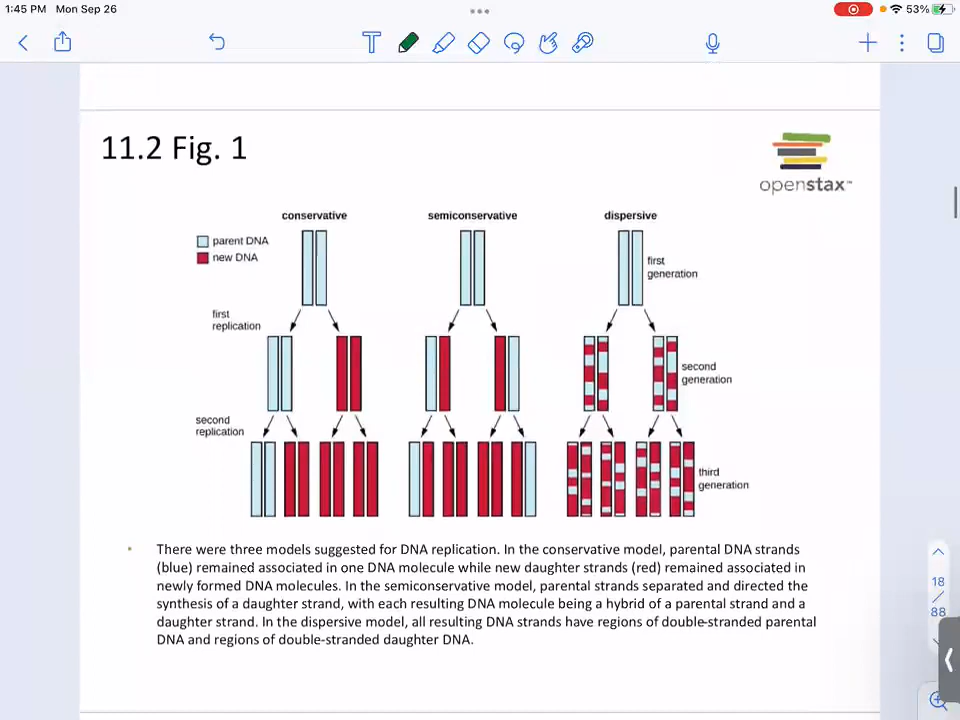 1:45 PM Mon Sep 26
53%
T
11.2 Fig. 1
openstax™
conservative
semiconservative
dispersive
parent DNA
new DNA
first
generation
first
replication
second
generation
second
replication
third
generation
There were three models suggested for DNA replication. In the conservative model, parental DNA strands
(blue) remained associated in one DNA molecule while new daughter strands (red) remained associated in
newly formed DNA molecules. In the semiconservative model, parental strands separated and directed the
synthesis of a daughter strand, with each resulting DNA molecule being a hybrid of a parental strand and a
daughter strand. In the dispersive model, all resulting DNA strands have regions of double-stranded parental
DNA and regions of double-stranded daughter DNA.
18
/
88